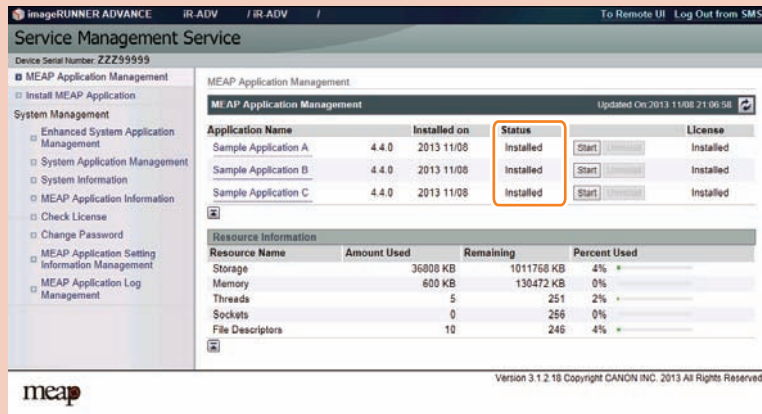 imageRUNNER ADVANCE iR-ADV / iR-ADV / To Remote UI Log Out from SMS
Service Management Service
Device Serial Number: ZZZ99999
MEAP Application Management
Install MEAP Application
System Management
Enhanced System Application
Management
System Application Management
System Information
MEAP Application Information
Check License
Change Password
MEAP Application Setting
Information Management
MEAP Application Log
Management
MEAP Application Management
MEAP Application Management Updated On:2013 11/08 21:06:58
Application Name Installed on Status License
Sample Application A 4.4.0 2013 11/08 Installed Start Uninstall Installed
Sample Application B 4.4.0 2013 11/08 Installed Start Uninstall Installed
Sample Application C 4.4.0 2013 11/08 Installed Start Uninstall Installed
Resource Information
Resource Name Amount Used Remaining Percent Used
Storage 36808 KB 1011768 KB 4%
Memory 600 KB 130472 KB 0%
Threads 5 251 2%
Sockets 0 256 0%
File Descriptors 10 246 4%
Version 3.1.2.18 Copyright CANON INC. 2013 All Rights Reserved
meap